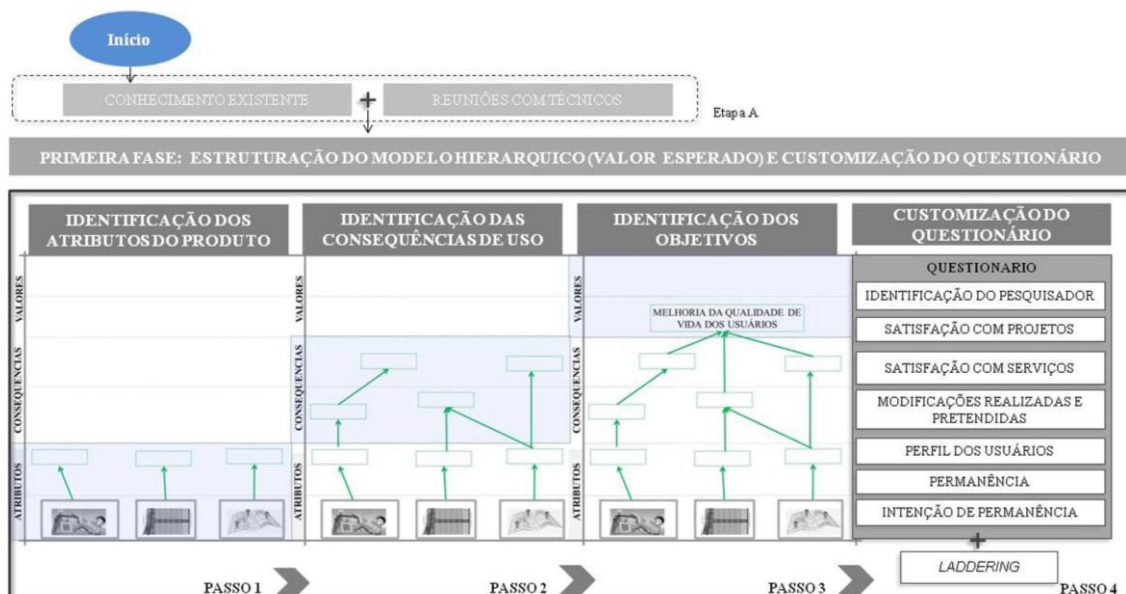 Início
CONHECIMENTO EXISTENTE
+
REUNIÕES COM TÉCNICOS
Etapa A
PRIMEIRA FASE: ESTRUTURAÇÃO DO MODELO HIERARQUICO (VALOR ESPERADO) E CUSTOMIZAÇÃO DO QUESTIONÁRIO
IDENTIFICAÇÃO DOS
ATRIBUTOS DO PRODUTO
VALORES
CONSEQUENCIAS
ATRIBUTOS
PASSO 1
IDENTIFICAÇÃO DAS
CONSEQUÊNCIAS DE USO
VALORES
CONSEQUENCIAS
ATRIBUTOS
PASSO 2
IDENTIFICAÇÃO DOS
OBJETIVOS
VALORES
CONSEQUENCIAS
ATRIBUTOS
MELHORIA DA QUALIDADE DE
VIDA DOS USUÁRIOS
PASSO 3
CUSTOMIZAÇÃO DO
QUESTIONÁRIO
QUESTIONARIO
IDENTIFICAÇÃO DO PESQUISADOR
SATISFAÇÃO COM PROJETOS
SATISFAÇÃO COM SERVIÇOS
MODIFICAÇÕES REALIZADAS E
PRETENDIDAS
PERFIL DOS USUÁRIOS
PERMANÊNCIA
INTENÇÃO DE PERMANÊNCIA
+
LADDERING
PASSO 4